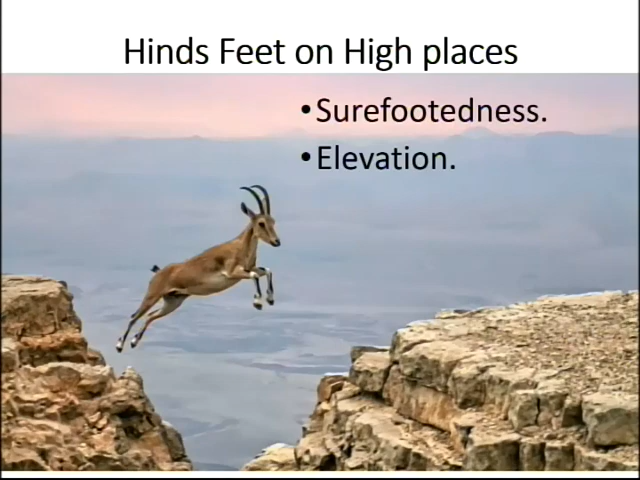 Hinds Feet on High places
•Surefootedness.
•Elevation.